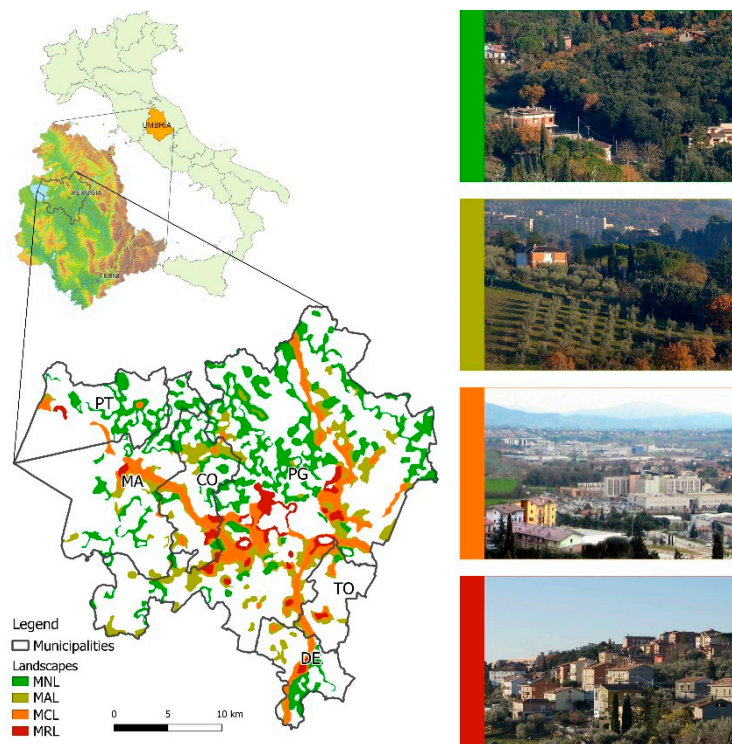 UMBRIA
PERUGIA
TERNI
PT
MA
CO
PG
TO
DE
Legend
Municipalities
Landscapes
MNL
MAL
MCL
MRL
0 5 10 km